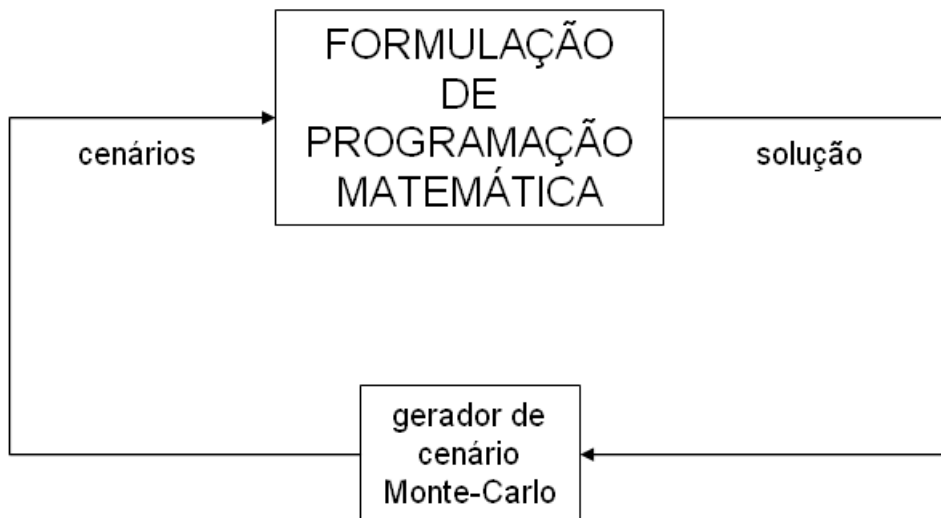 FORMULAÇÃO
DE
PROGRAMAÇÃO
MATEMÁTICA
cenários
solução
gerador de
cenário
Monte-Carlo